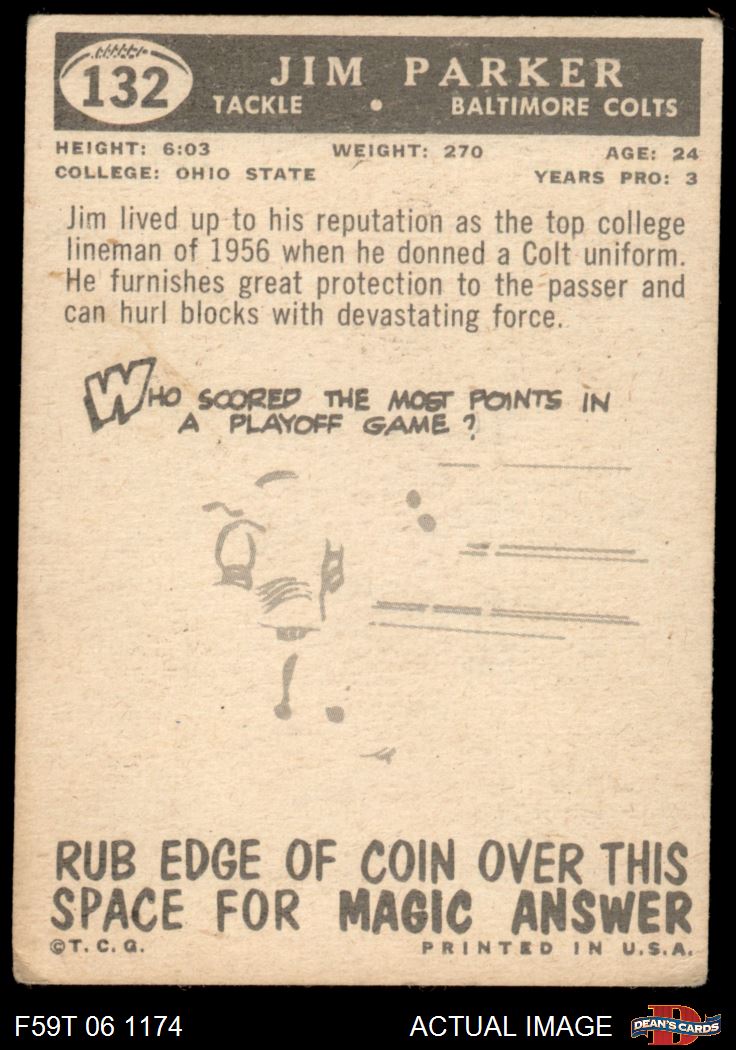 132
JIM PARKER
TACKLE • BALTIMORE COLTS
HEIGHT: 6:03 WEIGHT: 270 AGE: 24
COLLEGE: OHIO STATE YEARS PRO: 3
Jim lived up to his reputation as the top college
lineman of 1956 when he donned a Colt uniform.
He furnishes great protection to the passer and
can hurl blocks with devastating force.
WHO SCORED THE MOST POINTS IN
A PLAYOFF GAME?
RUB EDGE OF COIN OVER THIS
SPACE FOR MAGIC ANSWER
©T. C. G. PRINTED IN U.S.A.
F59T 06 1174 ACTUAL IMAGE DEAN'S CARDS